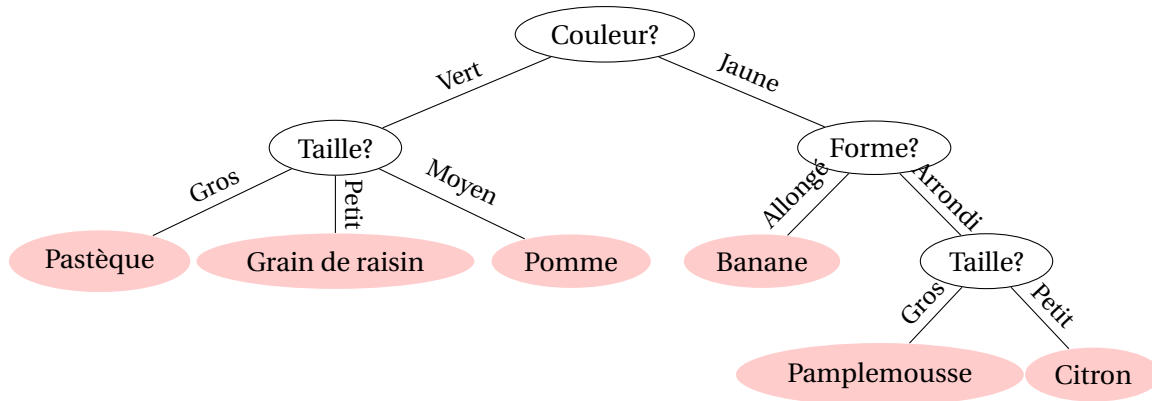 Couleur?
Vert
Jaune
Taille?
Forme?
Gros
Petit
Moyen
Allongé
Arrondi
Pastèque
Grain de raisin
Pomme
Banane
Taille?
Gros
Petit
Pamplemousse
Citron